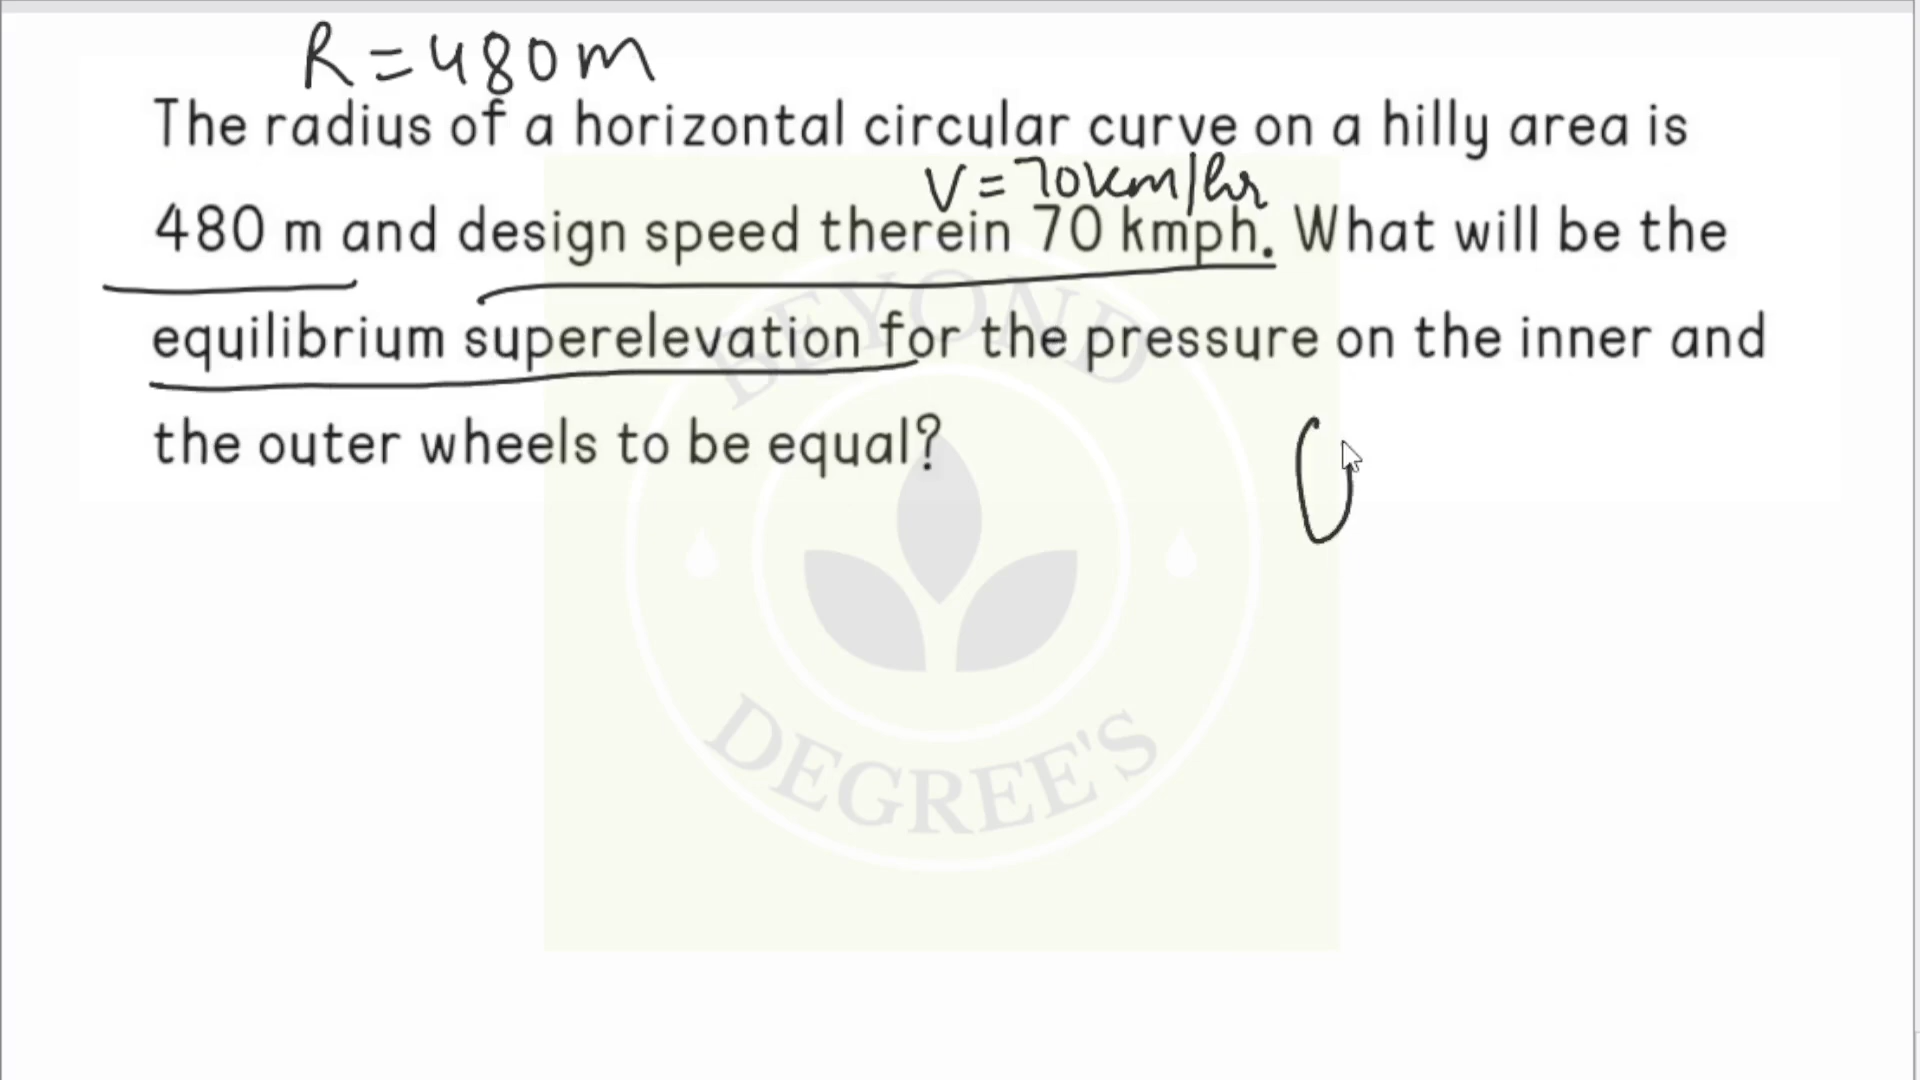 R = 480 m
The radius of a horizontal circular curve on a hilly area is
V = 70 km/hr
480 m and design speed therein 70 kmph. What will be the
equilibrium superelevation for the pressure on the inner and
the outer wheels to be equal?
BEYOND
DEGREE'S